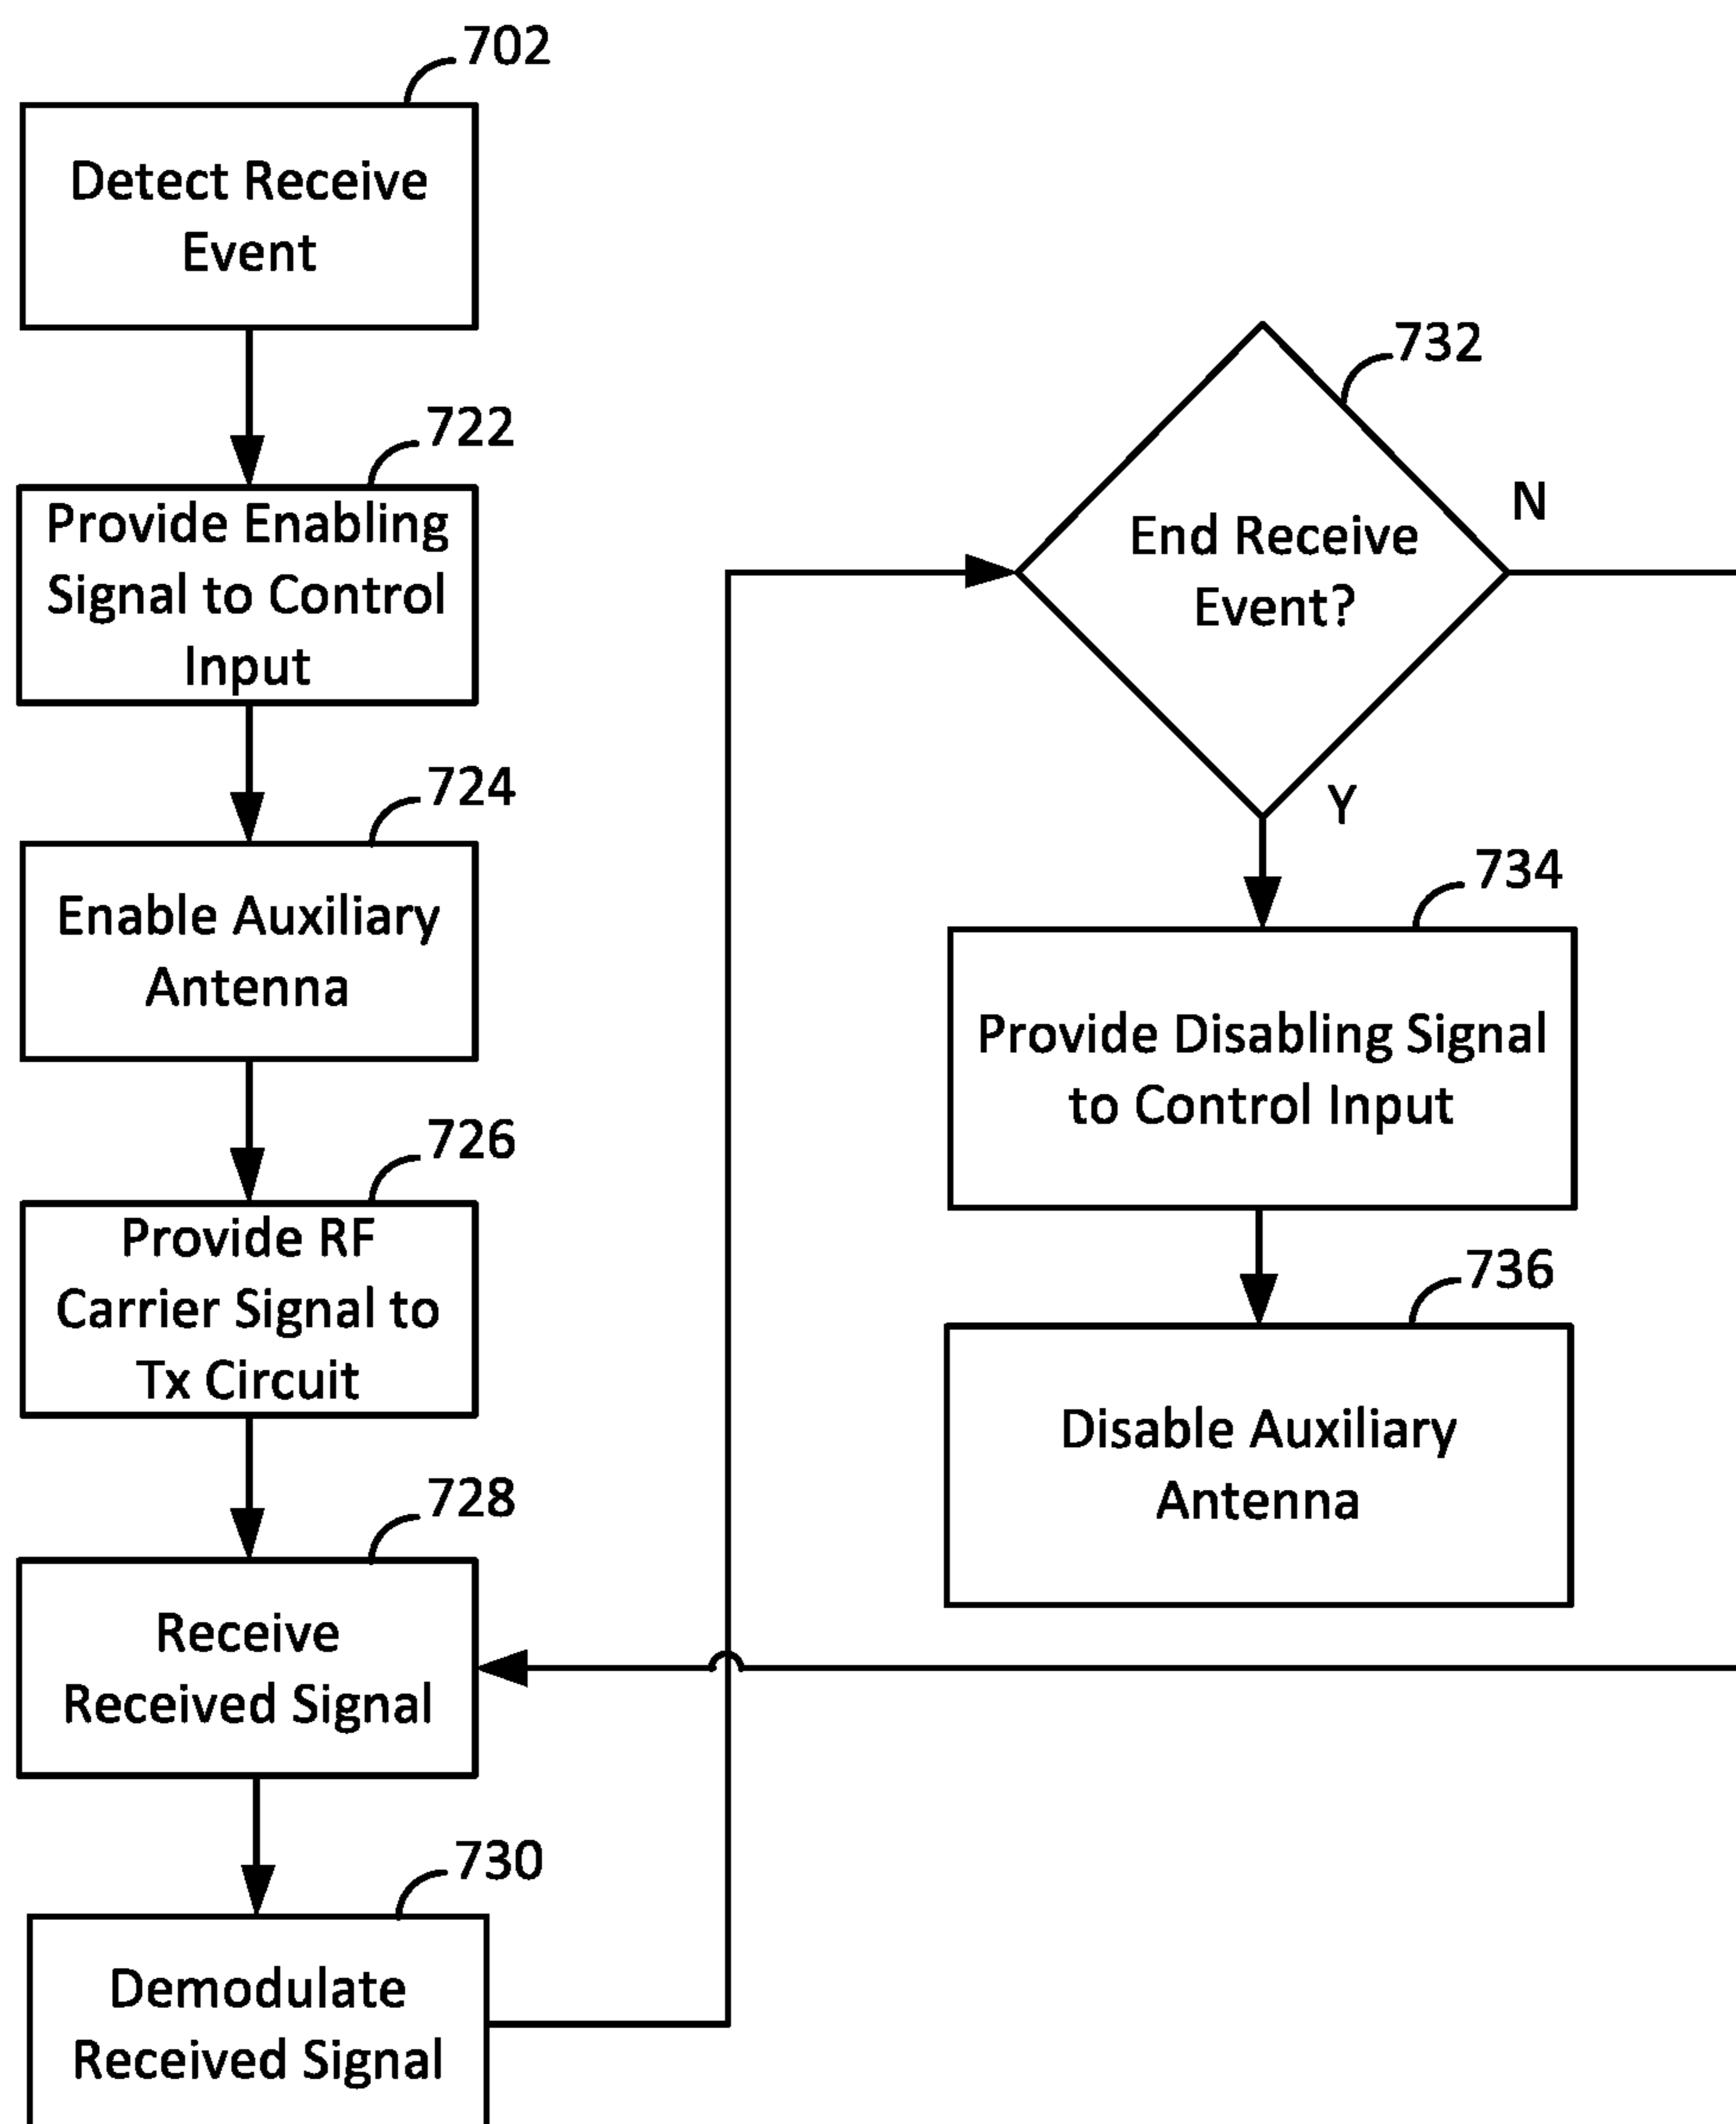 702
Detect Receive
Event
722
Provide Enabling
Signal to Control
Input
724
Enable Auxiliary
Antenna
726
Provide RF
Carrier Signal to
Tx Circuit
728
Receive
Received Signal
730
Demodulate
Received Signal
732
End Receive
Event?
N
Y
734
Provide Disabling Signal
to Control Input
736
Disable Auxiliary
Antenna